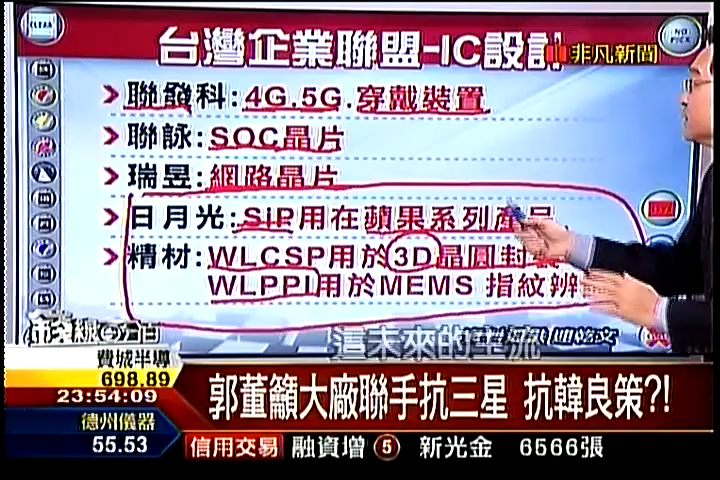 CLEAR
台灣企業聯盟-IC設計
NO PICK
非凡新聞
聯發科:4G.5G.穿戴裝置
聯詠:SOC晶片
瑞昱:網路晶片
日月光:SIP用在蘋果系列產品
精材:WLCSP用於3D晶圓封裝
WLPPI用於MEMS 指紋辨
這未來的主流
費城半導
698.89
23:54:09
郭董籲大廠聯手抗三星 抗韓良策?!
德州儀器
55.53
信用交易 融資增 5 新光金 6566張